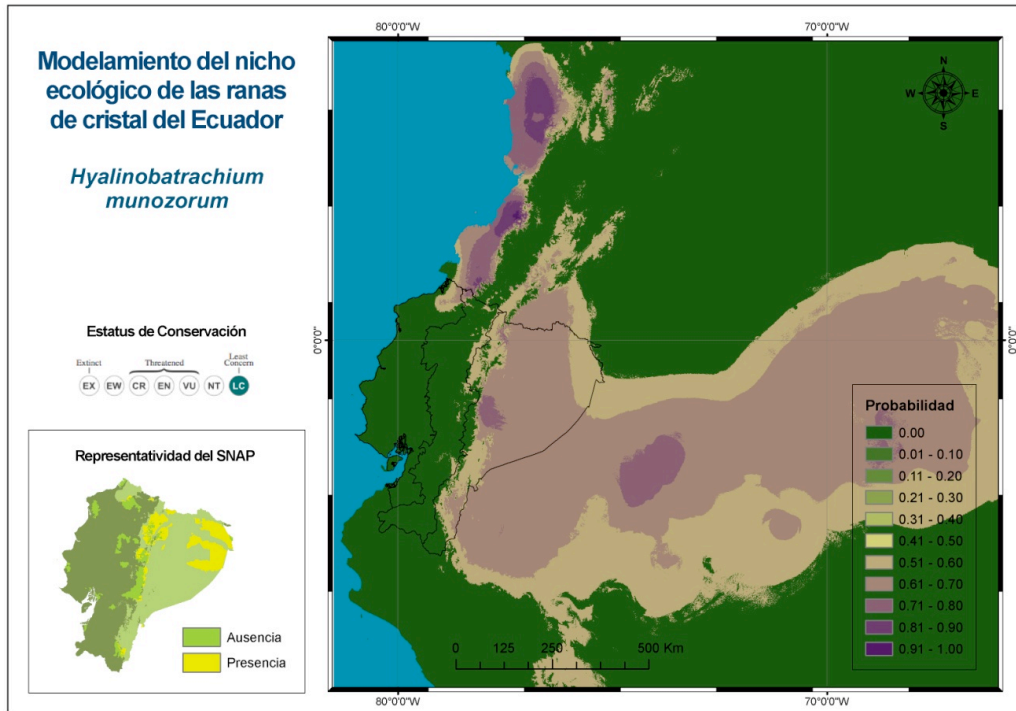 Modelamiento del nicho
ecológico de las ranas
de cristal del Ecuador
Hyalinobatrachium
munozorum
Estatus de Conservación
Extinct
Threatened
Least
Concern
EX EW CR EN VU NT LC
Representatividad del SNAP
Ausencia
Presencia
80°0'0"W 70°0'0"W
N
W E
S
0°0'0" 0°0'0"
Probabilidad
0.00
0.01 - 0.10
0.11 - 0.20
0.21 - 0.30
0.31 - 0.40
0.41 - 0.50
0.51 - 0.60
0.61 - 0.70
0.71 - 0.80
0.81 - 0.90
0.91 - 1.00
0 125 250 500 Km
80°0'0"W 70°0'0"W